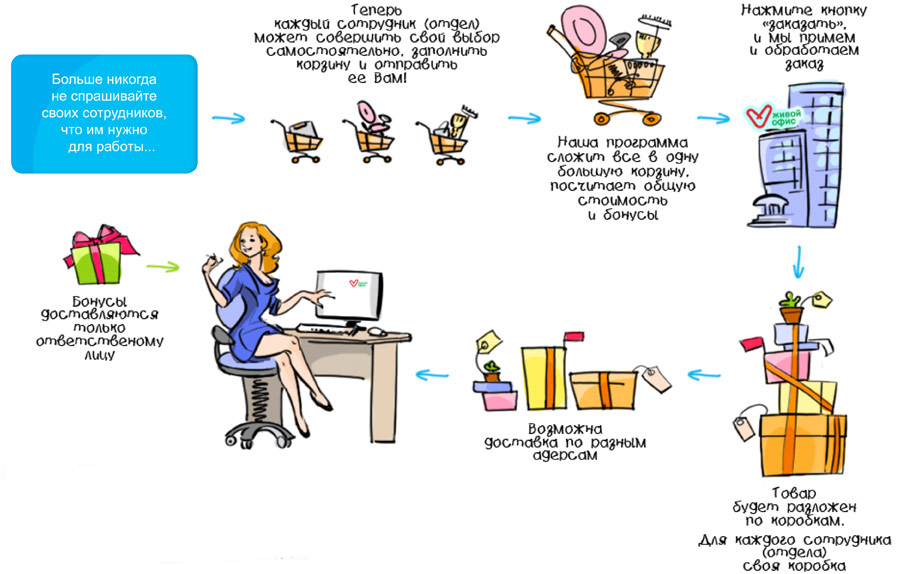 Больше никогда
не спрашивайте
своих сотрудников,
что им нужно
для работы...
Теперь
каждый сотрудник (отдел)
может совершить свой выбор
самостоятельно, заполнить
корзину и отправить
ее Вам!
Наша программа
сложит все в одну
большую корзину,
посчитает общую
стоимость
и бонусы
Нажмите кнопку
«заказать»,
и мы примем
и обработаем
заказ
живой
офис
Товар
будет разложен
по коробкам.
Для каждого сотрудника
(отдела)
своя коробка
Возможна
доставка по разным
адерсам
Бонусы
доставляются
только
ответственому
лицу